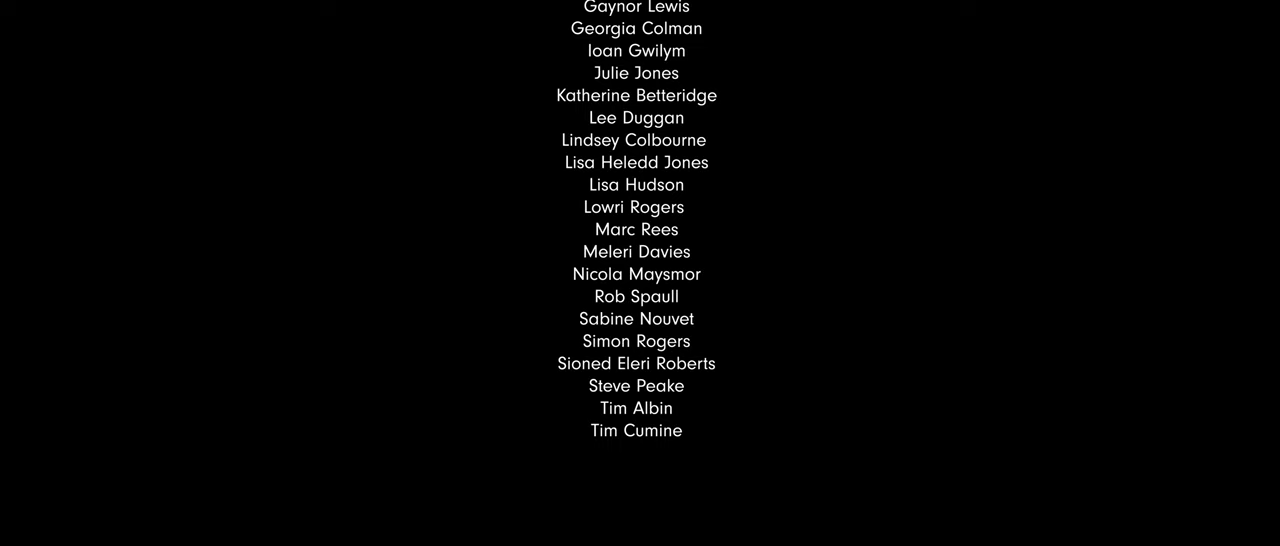 Gaynor Lewis
Georgia Colman
Ioan Gwilym
Julie Jones
Katherine Betteridge
Lee Duggan
Lindsey Colbourne
Lisa Heledd Jones
Lisa Hudson
Lowri Rogers
Marc Rees
Meleri Davies
Nicola Maysmor
Rob Spaull
Sabine Nouvet
Simon Rogers
Sioned Eleri Roberts
Steve Peake
Tim Albin
Tim Cumine